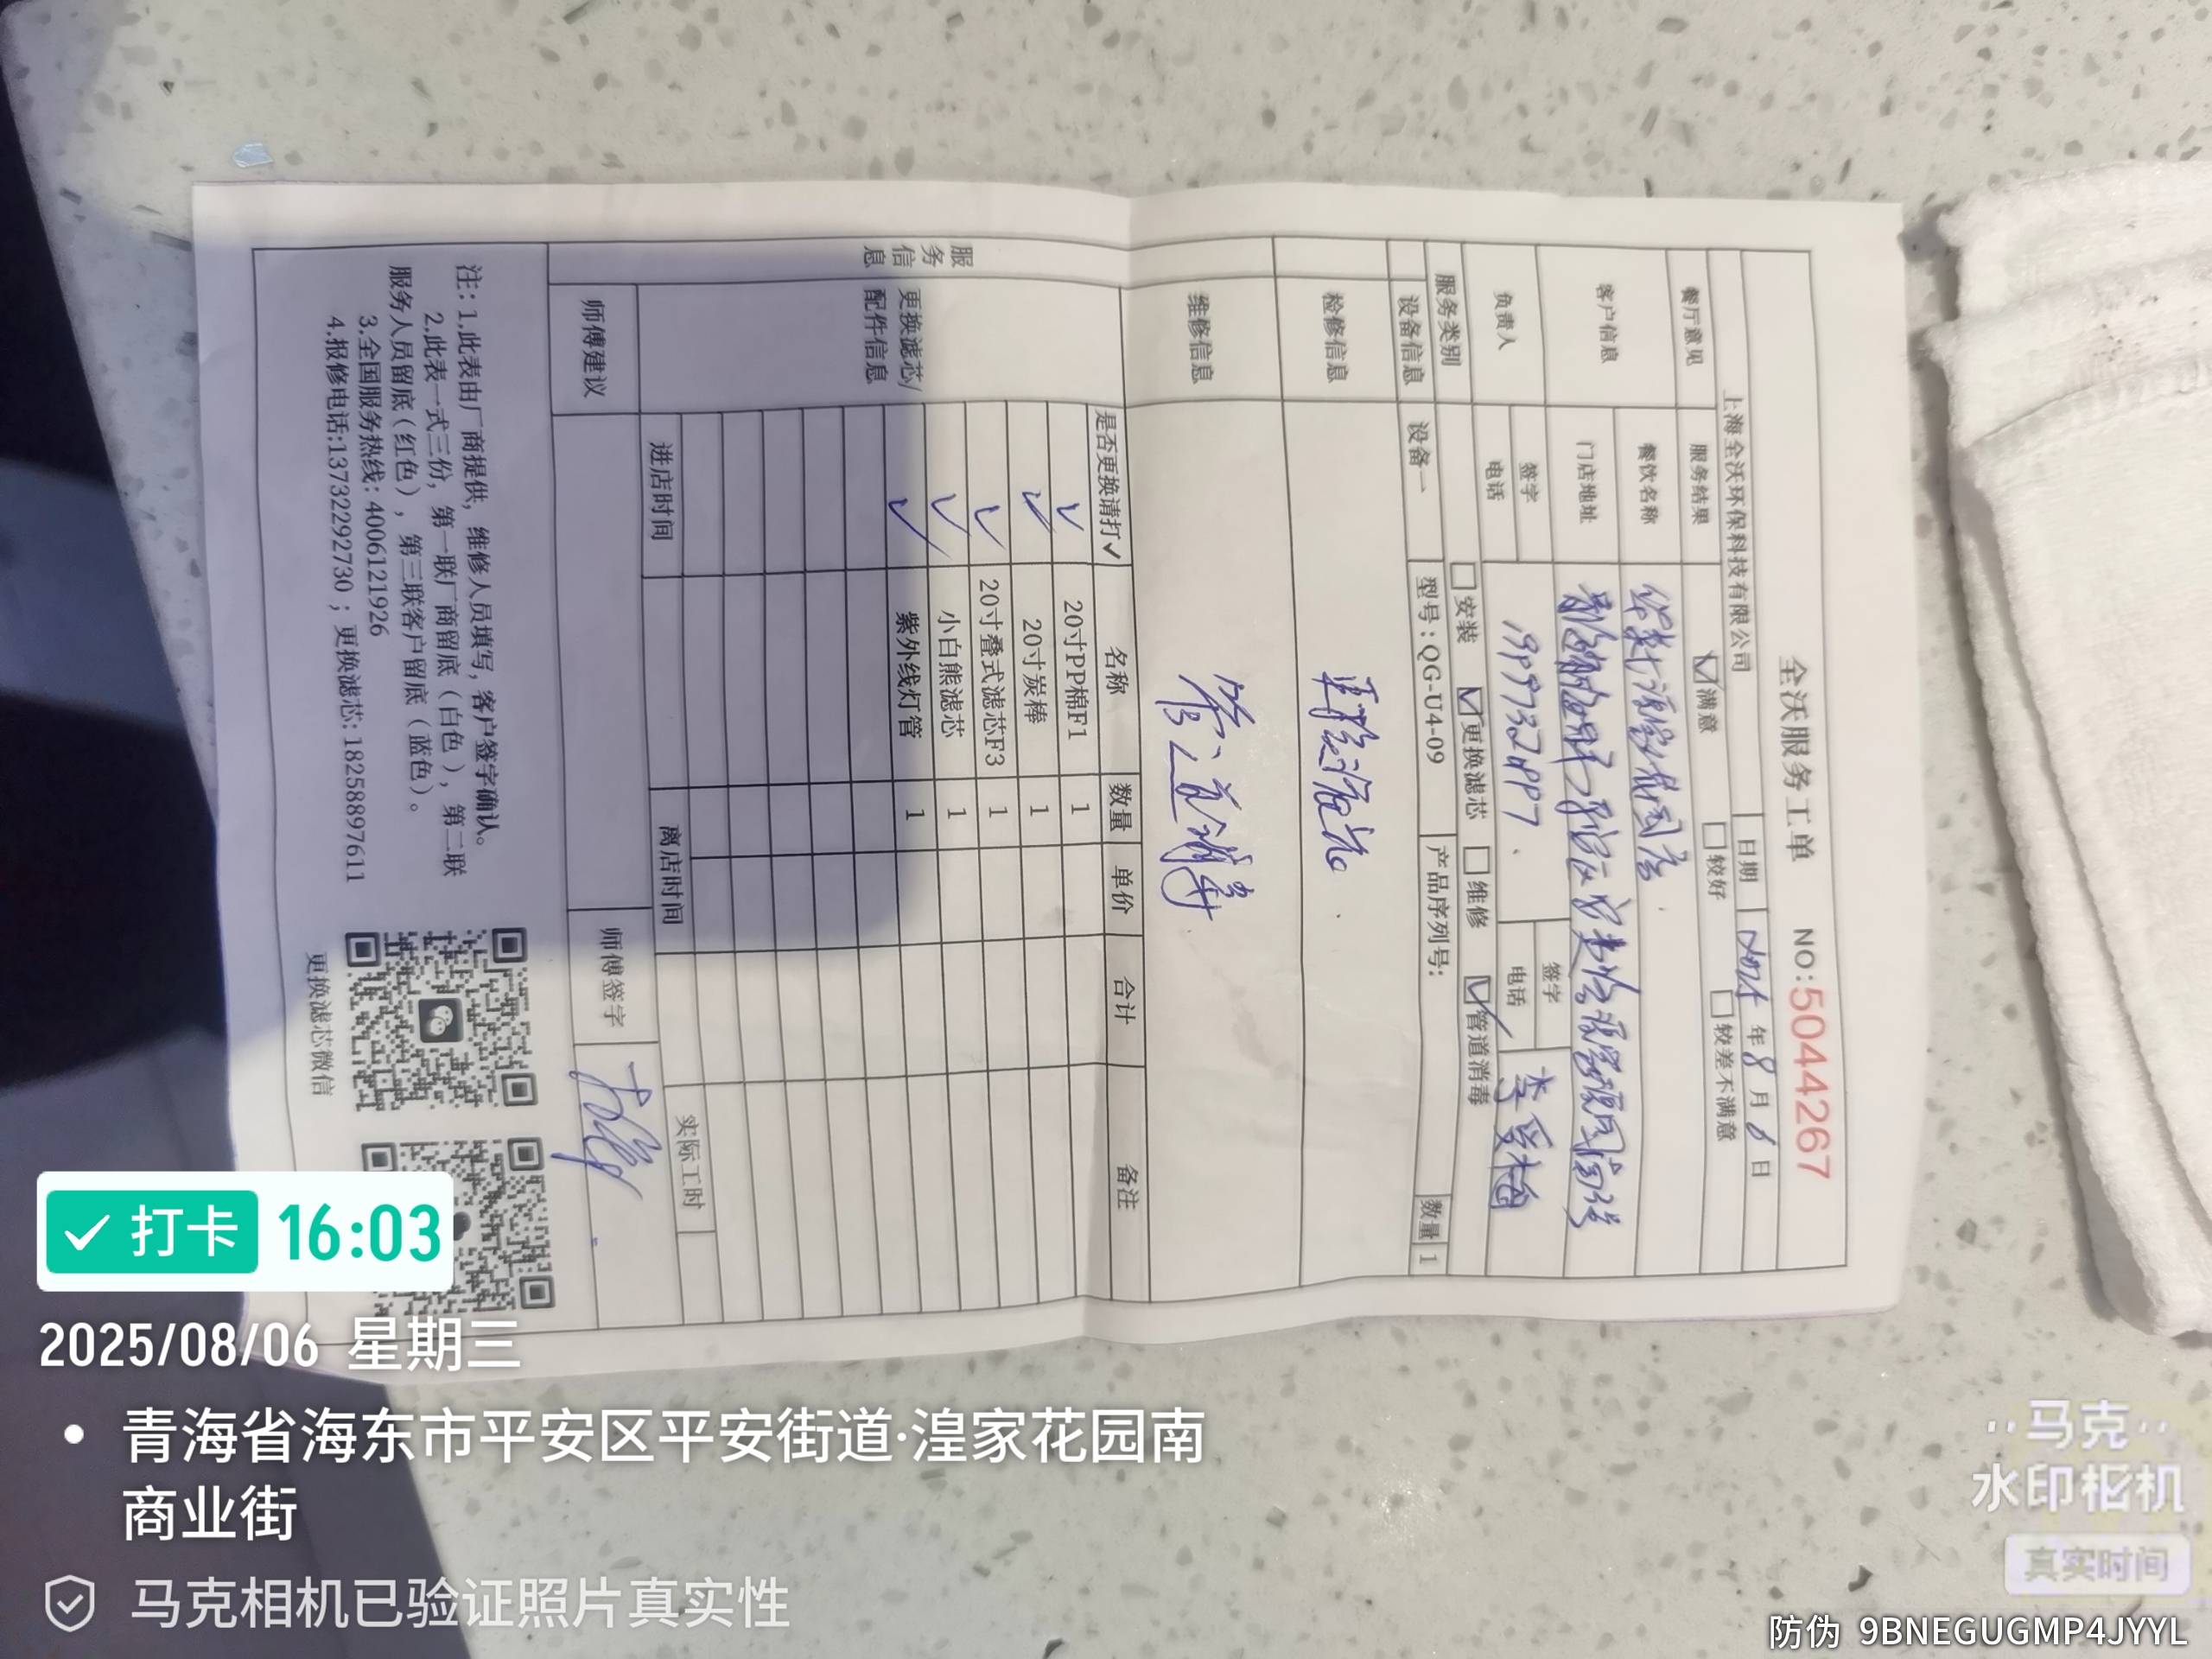 全沃服务工单 NO:5044267
上海全沃环保科技有限公司 日期 2025 年 8 月 6 日
餐厅意见 服务结果 ☑满意 □较好 □较差不满意
客户信息 餐饮名称
门店地址
负责人 签字 签字 李
电话 电话
服务类别 □安装 ☑更换滤芯 □维修 ☑管道消毒
设备信息 设备一 型号:QG-U4-09 产品序列号: 数量 1
检修信息
维修信息
服务信息
更换滤芯/配件信息
是否更换请打✓ 名称 数量 单价 合计 备注
✓ 20寸PP棉F1 1
✓ 20寸炭棒 1
✓ 20寸叠式滤芯F3 1
✓ 小白熊滤芯 1
✓ 紫外线灯管 1
进店时间 离店时间 实际工时
师傅建议 师傅签字
注：1.此表由厂商提供，维修人员填写，客户签字确认。
2.此表一式三份，第一联厂商留底（白色），第二联
服务人员留底（红色），第三联客户留底（蓝色）。
3.全国服务热线：4006121926
4.报修电话:13732292730；更换滤芯: 18258897611
更换滤芯微信
打卡 16:03
2025/08/06 星期三
青海省海东市平安区平安街道·湟家花园南
商业街
马克相机已验证照片真实性
马克
水印相机
真实时间
防伪 9BNEGUGMP4JYYL